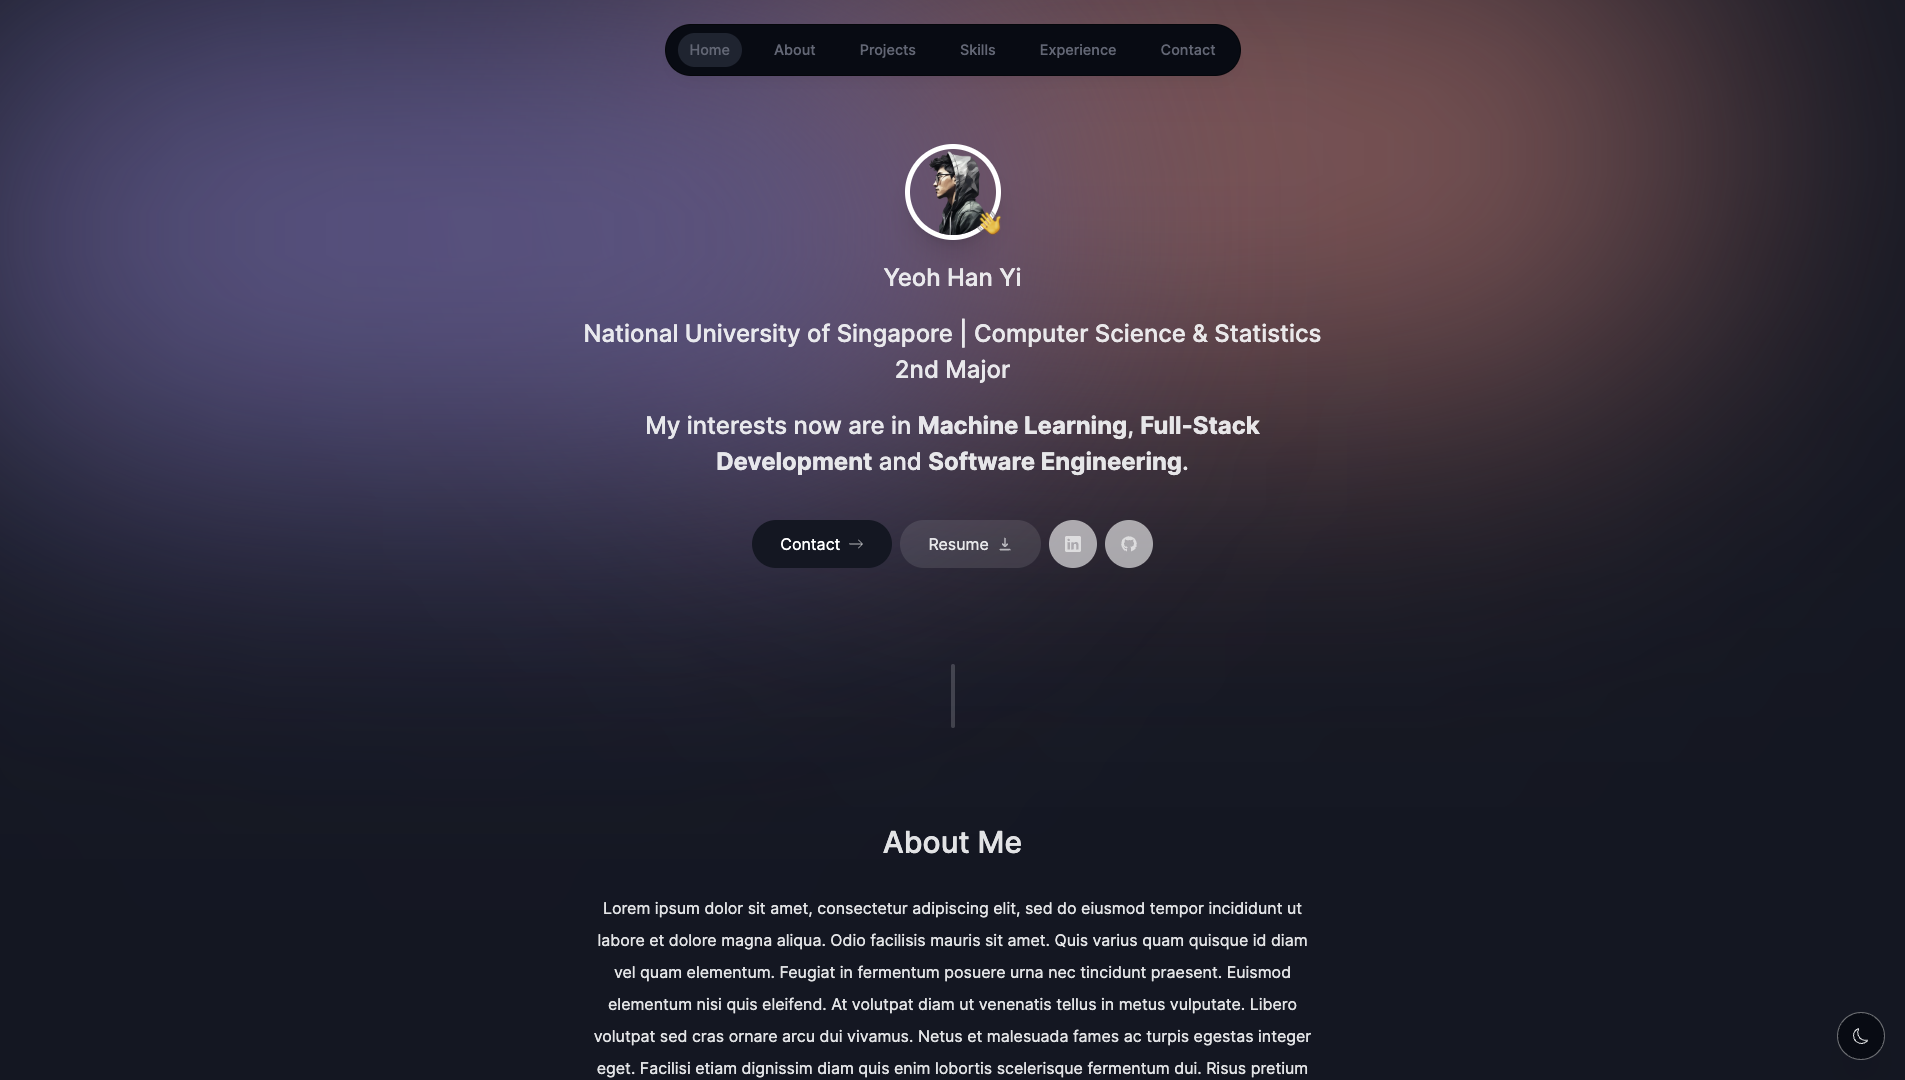 Home About Projects Skills Experience Contact
Yeoh Han Yi
National University of Singapore | Computer Science & Statistics
2nd Major
My interests now are in Machine Learning, Full-Stack
Development and Software Engineering.
Contact Resume
About Me
Lorem ipsum dolor sit amet, consectetur adipiscing elit, sed do eiusmod tempor incididunt ut
labore et dolore magna aliqua. Odio facilisis mauris sit amet. Quis varius quam quisque id diam
vel quam elementum. Feugiat in fermentum posuere urna nec tincidunt praesent. Euismod
elementum nisi quis eleifend. At volutpat diam ut venenatis tellus in metus vulputate. Libero
volutpat sed cras ornare arcu dui vivamus. Netus et malesuada fames ac turpis egestas integer
eget. Facilisi etiam dignissim diam quis enim lobortis scelerisque fermentum dui. Risus pretium